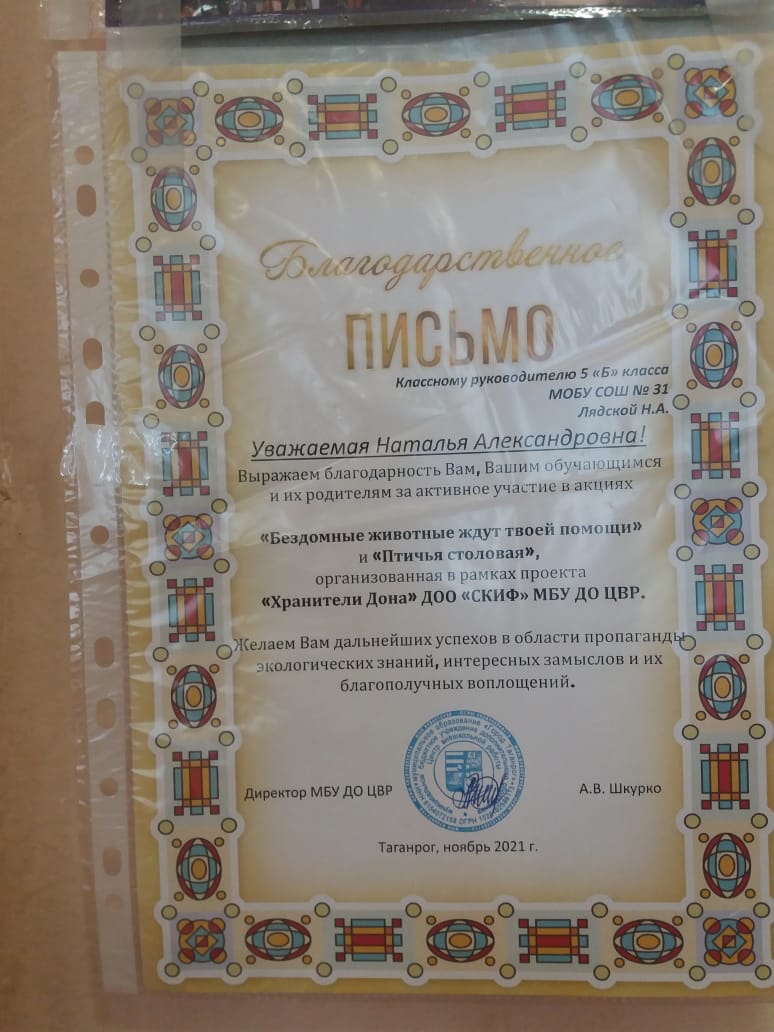 Благодарственное
ПИСЬМО
Классному руководителю 5 «Б» класса
МОБУ СОШ № 31
Лядской Н.А.
Уважаемая Наталья Александровна!
Выражаем благодарность Вам, Вашим обучающимся
и их родителям за активное участие в акциях
«Бездомные животные ждут твоей помощи»
и «Птичья столовая»,
организованная в рамках проекта
«Хранители Дона» ДОО «СКИФ» МБУ ДО ЦВР.
Желаем Вам дальнейших успехов в области пропаганды
экологических знаний, интересных замыслов и их
благополучных воплощений.
Директор МБУ ДО ЦВР
А.В. Шкурко
Таганрог, ноябрь 2021 г.